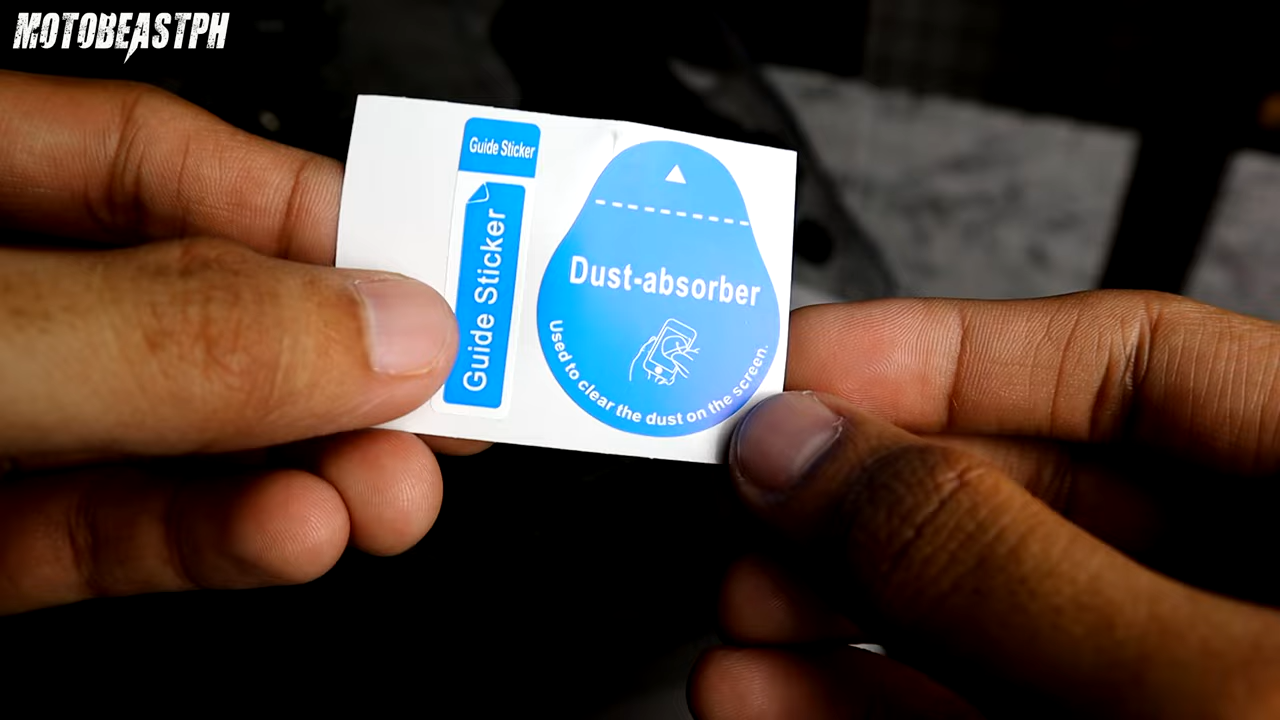 MOTOBEASTPH
Guide Sticker
Guide Sticker
Dust-absorber
Used to clear the dust on the screen.